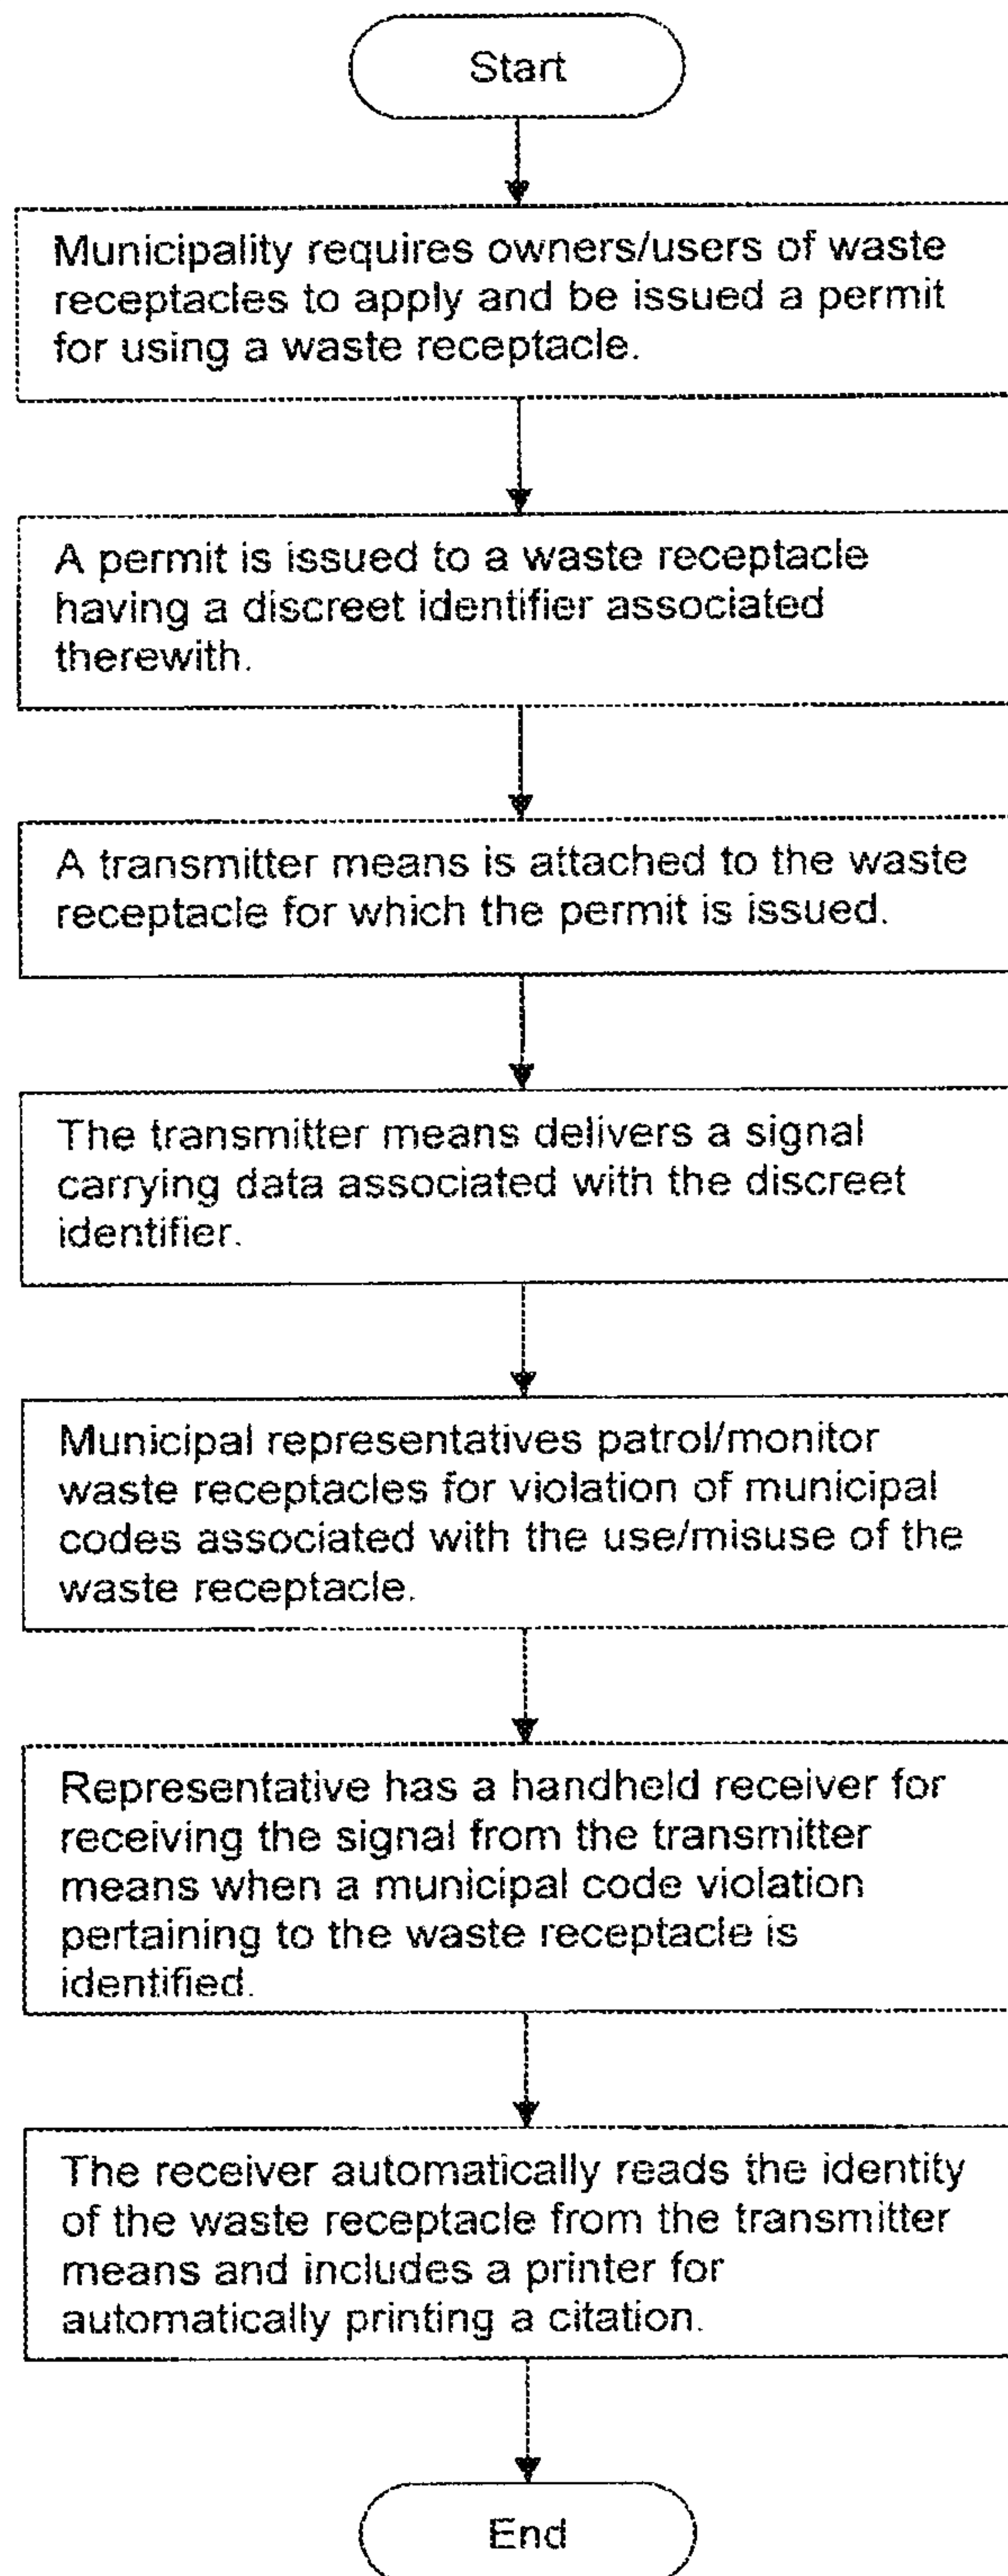 Start
Municipality requires owners/users of waste
receptacles to apply and be issued a permit
for using a waste receptacle.
A permit is issued to a waste receptacle
having a discreet identifier associated
therewith.
A transmitter means is attached to the waste
receptacle for which the permit is issued.
The transmitter means delivers a signal
carrying data associated with the discreet
identifier.
Municipal representatives patrol/monitor
waste receptacles for violation of municipal
codes associated with the use/misuse of the
waste receptacle.
Representative has a handheld receiver for
receiving the signal from the transmitter
means when a municipal code violation
pertaining to the waste receptacle is
identified.
The receiver automatically reads the identity
of the waste receptacle from the transmitter
means and includes a printer for
automatically printing a citation.
End